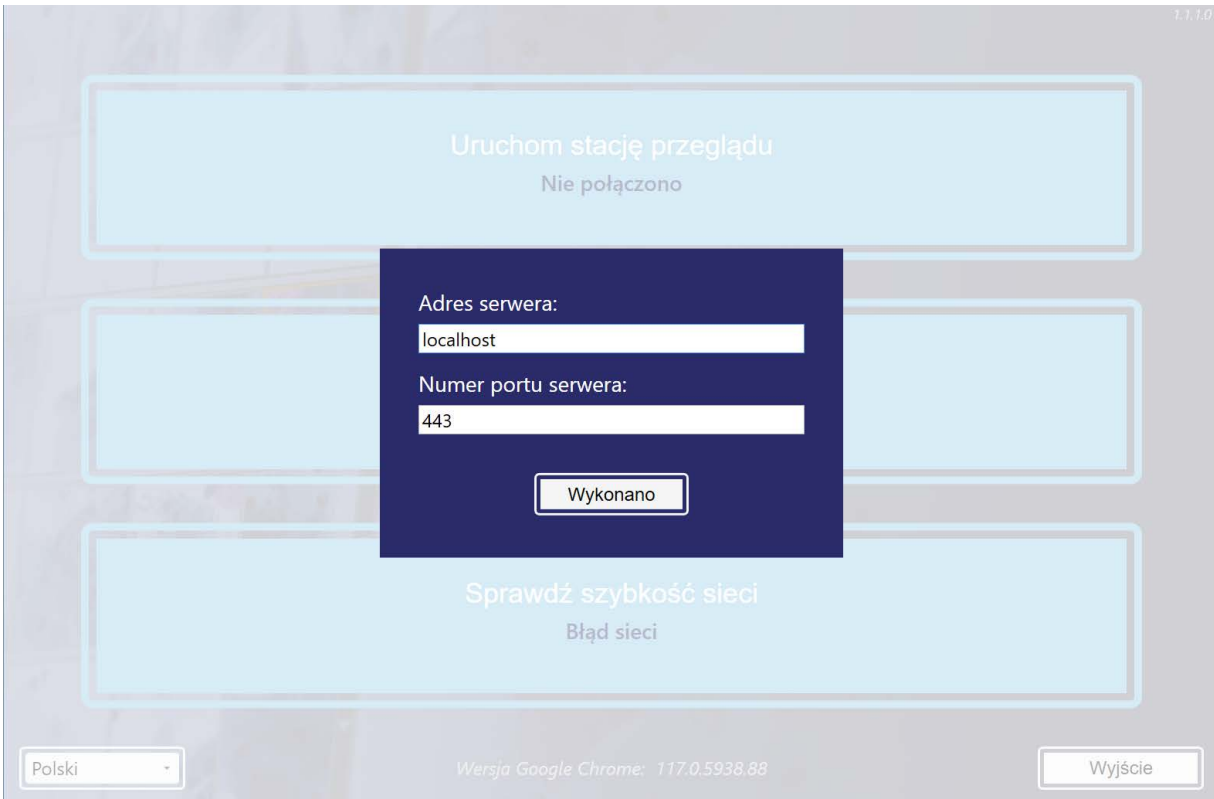 1.1.1.0
Uruchom stację przeglądu
Nie połączono
Adres serwera:
localhost
Numer portu serwera:
443
Wykonano
Sprawdź szybkość sieci
Błąd sieci
Polski
Wersja Google Chrome: 117.0.5938.88
Wyjście